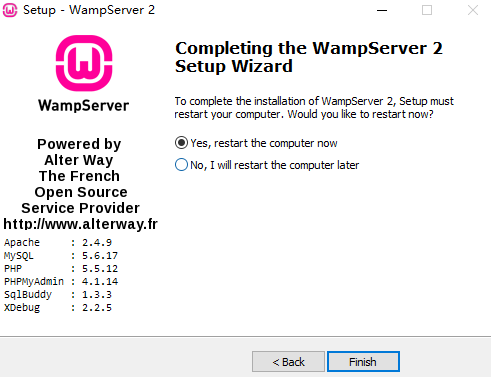 Setup - WampServer 2
WampServer
Powered by
Alter Way
The French
Open Source
Service Provider
http://www.alterway.fr
Apache : 2.4.9
MySQL : 5.6.17
PHP : 5.5.12
PHPMyAdmin : 4.1.14
SqlBuddy : 1.3.3
XDebug : 2.2.5
Completing the WampServer 2
Setup Wizard
To complete the installation of WampServer 2, Setup must
restart your computer. Would you like to restart now?
Yes, restart the computer now
No, I will restart the computer later
< Back
Finish